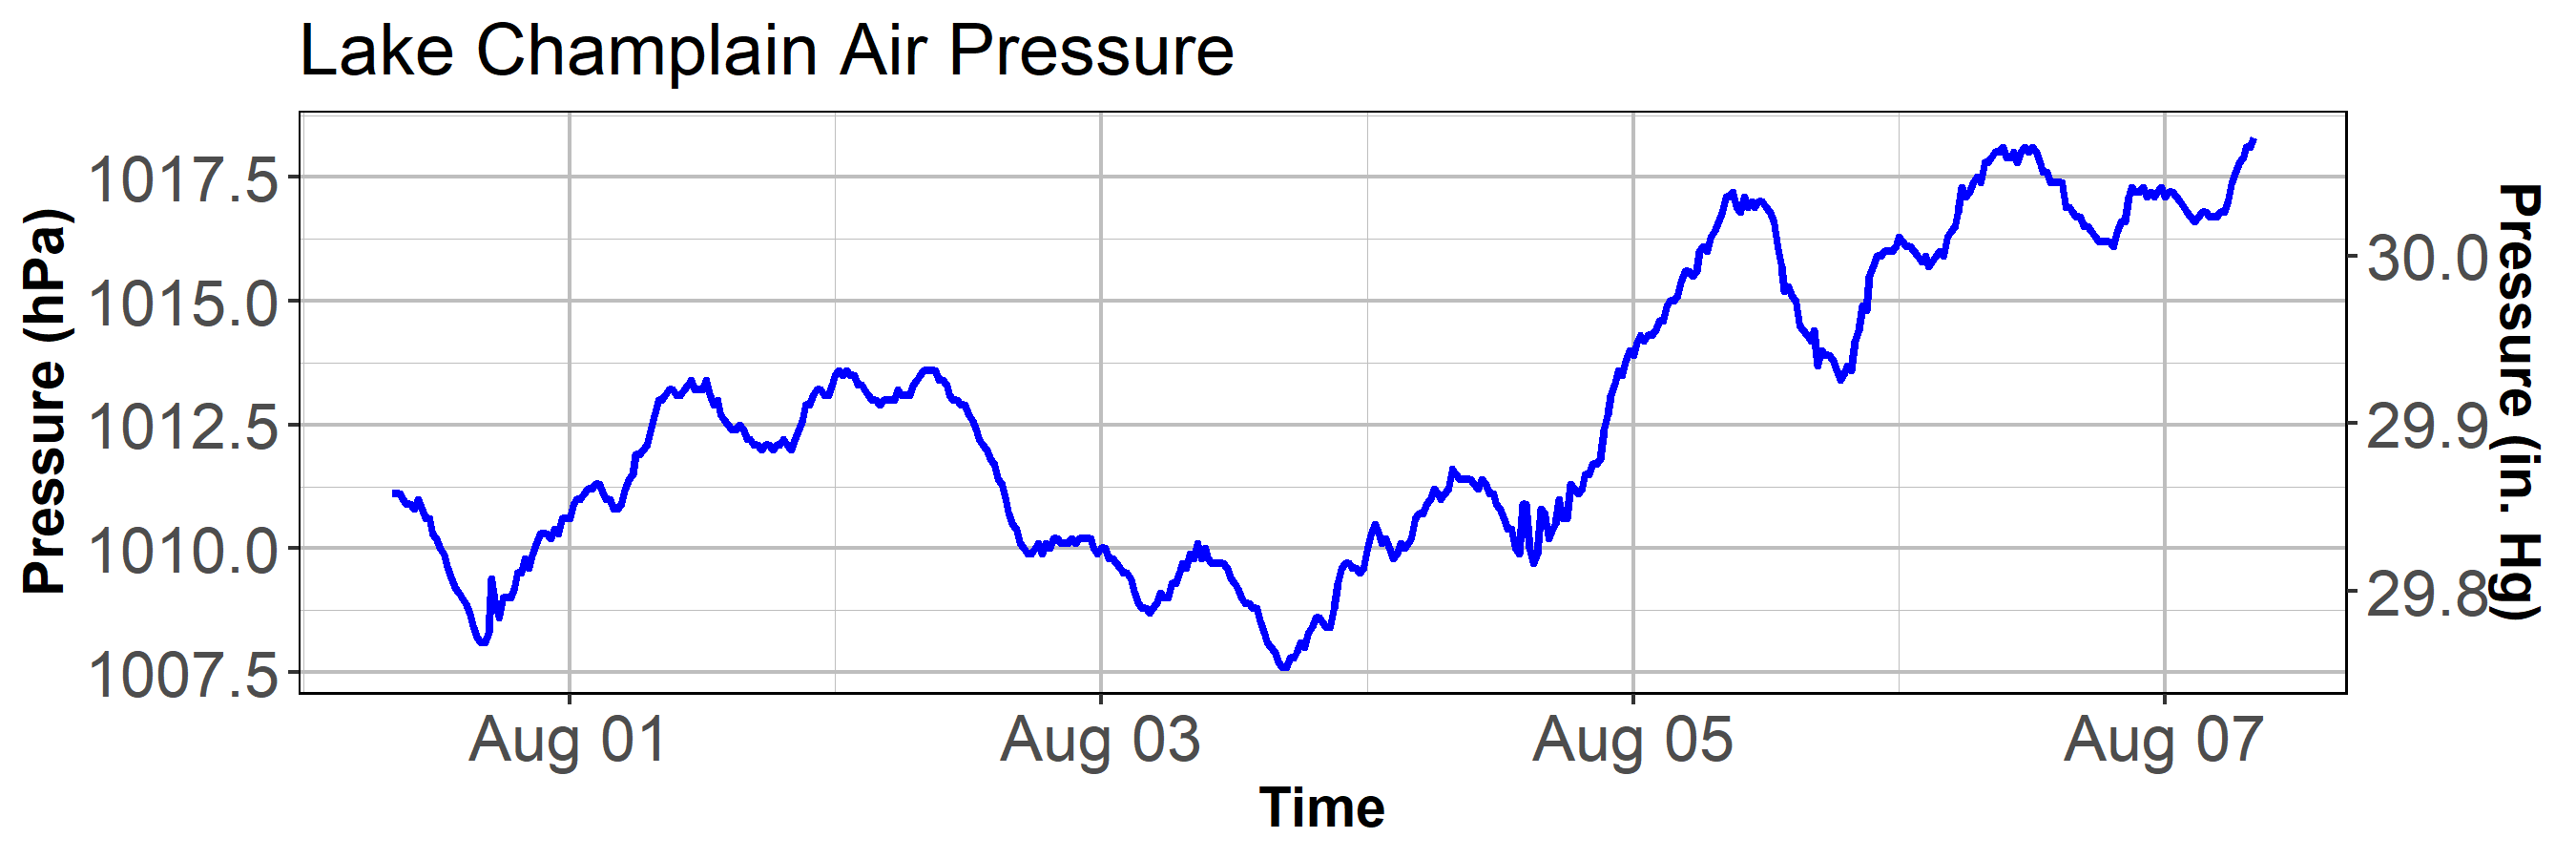 Lake Champlain Air Pressure
Pressure (hPa)
1017.5
1015.0
1012.5
1010.0
1007.5
30.0
29.9
29.8
Pressure (in. Hg)
Aug 01 Aug 03 Aug 05 Aug 07
Time